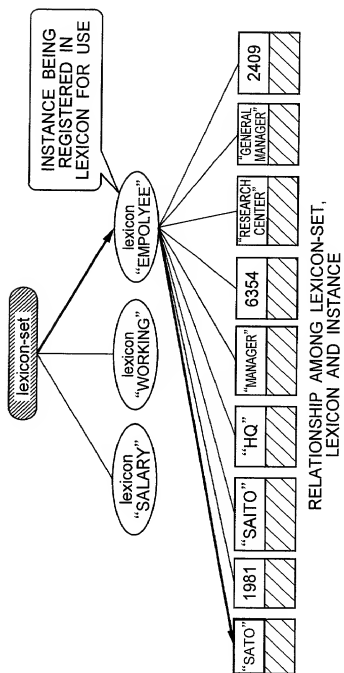 INSTANCE BEING
REGISTERED IN
LEXICON FOR USE
lexicon-set
lexicon
"SALARY"
lexicon
"WORKING"
lexicon
"EMPOLYEE"
"SATO"
1981
"SAITO"
"HQ"
"MANAGER"
6354
"RESEARCH
CENTER"
"GENERAL
MANAGER"
2409
RELATIONSHIP AMONG LEXICON-SET,
LEXICON AND INSTANCE